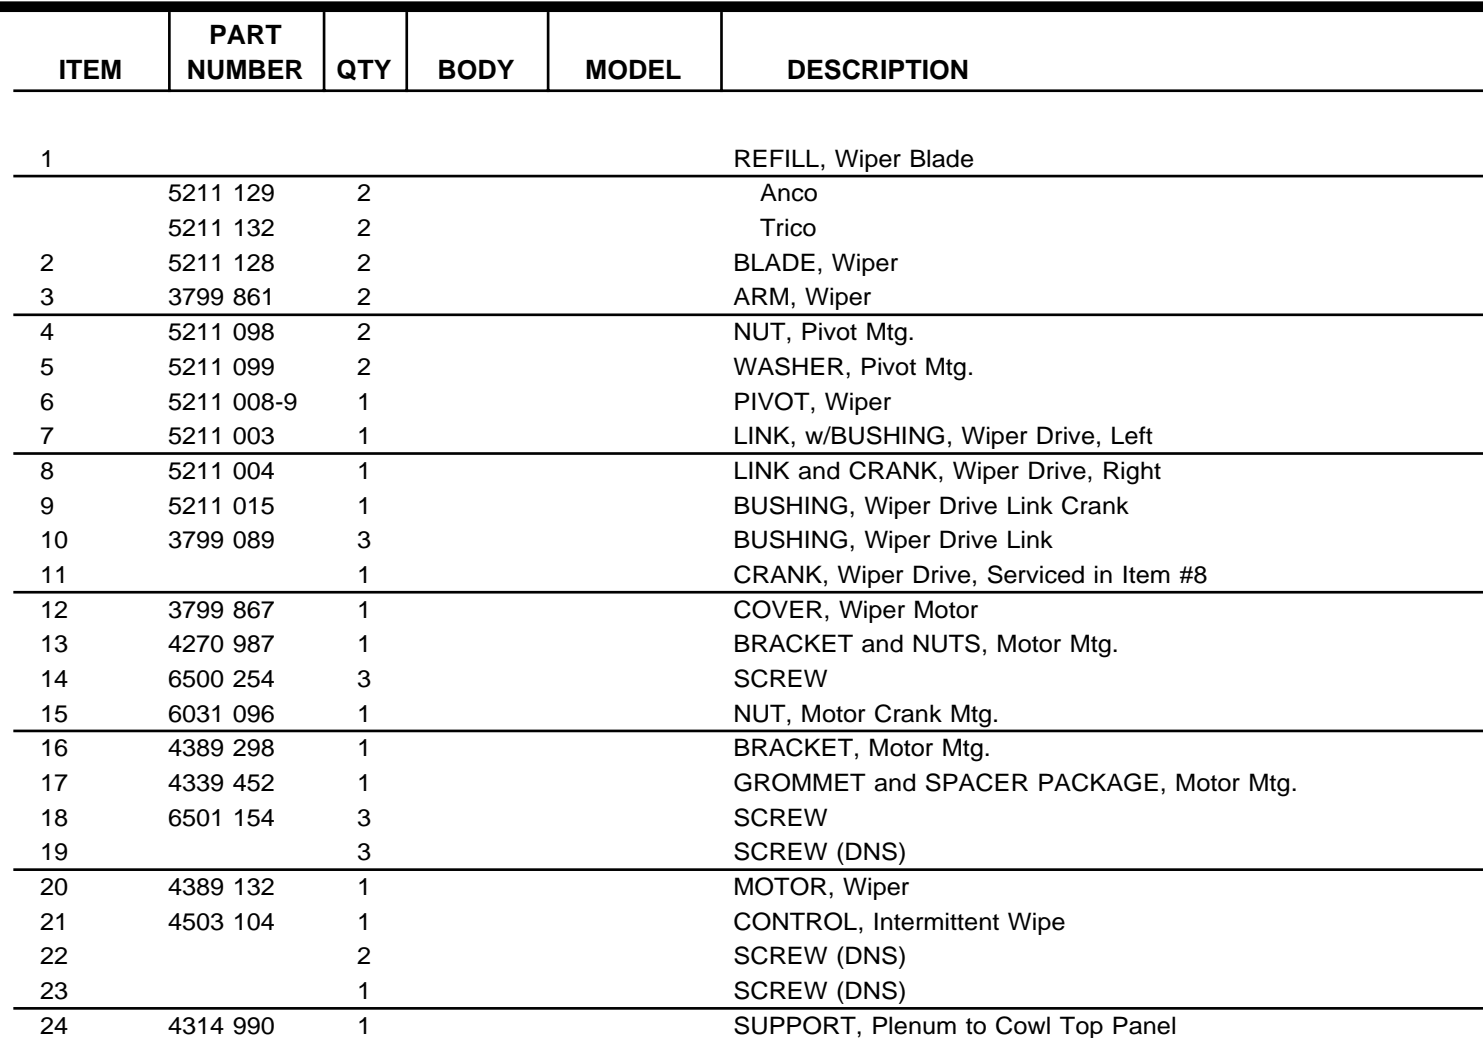 PART
ITEM NUMBER QTY BODY MODEL DESCRIPTION
1 REFILL, Wiper Blade
5211 129 2 Anco
5211 132 2 Trico
2 5211 128 2 BLADE, Wiper
3 3799 861 2 ARM, Wiper
4 5211 098 2 NUT, Pivot Mtg.
5 5211 099 2 WASHER, Pivot Mtg.
6 5211 008-9 1 PIVOT, Wiper
7 5211 003 1 LINK, w/BUSHING, Wiper Drive, Left
8 5211 004 1 LINK and CRANK, Wiper Drive, Right
9 5211 015 1 BUSHING, Wiper Drive Link Crank
10 3799 089 3 BUSHING, Wiper Drive Link
11 1 CRANK, Wiper Drive, Serviced in Item #8
12 3799 867 1 COVER, Wiper Motor
13 4270 987 1 BRACKET and NUTS, Motor Mtg.
14 6500 254 3 SCREW
15 6031 096 1 NUT, Motor Crank Mtg.
16 4389 298 1 BRACKET, Motor Mtg.
17 4339 452 1 GROMMET and SPACER PACKAGE, Motor Mtg.
18 6501 154 3 SCREW
19 3 SCREW (DNS)
20 4389 132 1 MOTOR, Wiper
21 4503 104 1 CONTROL, Intermittent Wipe
22 2 SCREW (DNS)
23 1 SCREW (DNS)
24 4314 990 1 SUPPORT, Plenum to Cowl Top Panel